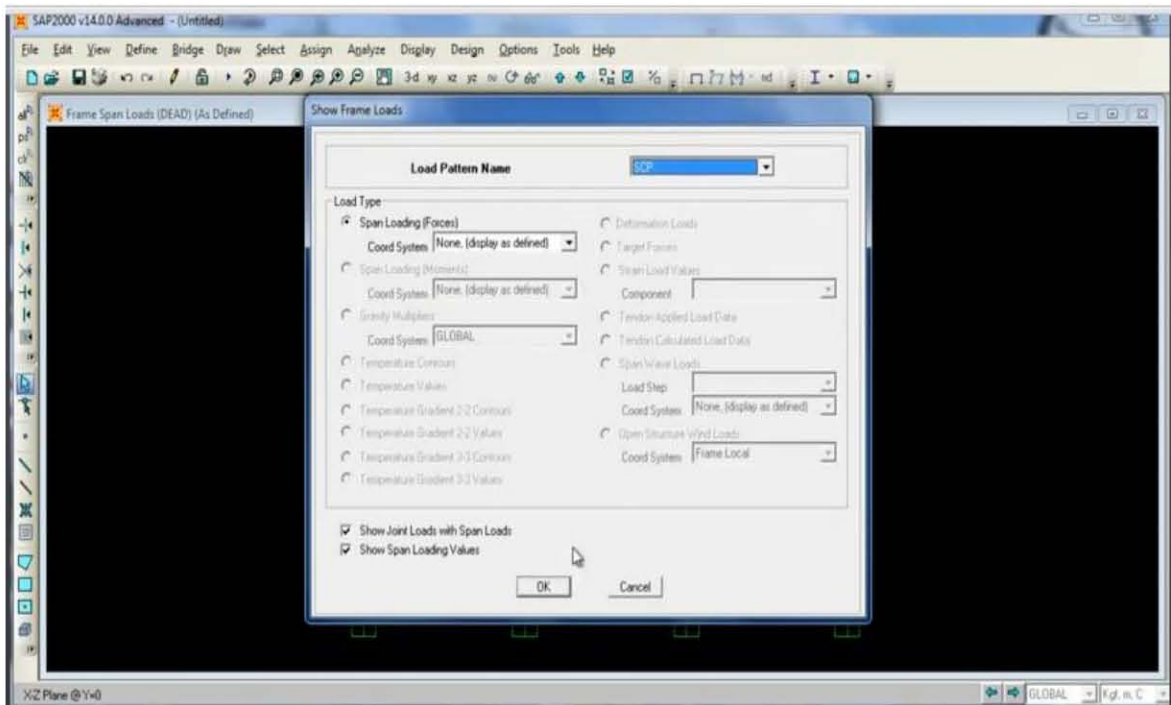 SAP2000 v14.0.0 Advanced - (Untitled)
File Edit View Define Bridge Draw Select Assign Analyze Display Design Options Tools Help
3-d xy xz yz nv
Frame Span Loads (DEAD) (As Defined)
Show Frame Loads
Load Pattern Name SCP
Load Type
Span Loading (Forces)
Coord System None, (display as defined)
Span Loading (Moments)
Coord System None, (display as defined)
Gravity Multipliers
Coord System GLOBAL
Temperature Contours
Temperature Values
Temperature Gradient 2-2 Contours
Temperature Gradient 2-2 Values
Temperature Gradient 3-3 Contours
Temperature Gradient 3-3 Values
Deformation Loads
Target Forces
Strain Load Values
Component
Tendon Applied Load Data
Tendon Calculated Load Data
Span Wave Loads
Load Step
Coord System None, (display as defined)
Open Structure Wind Loads
Coord System Frame Local
Show Joint Loads with Span Loads
Show Span Loading Values
OK Cancel
X-Z Plane @ Y=0
GLOBAL Kgf, m, C